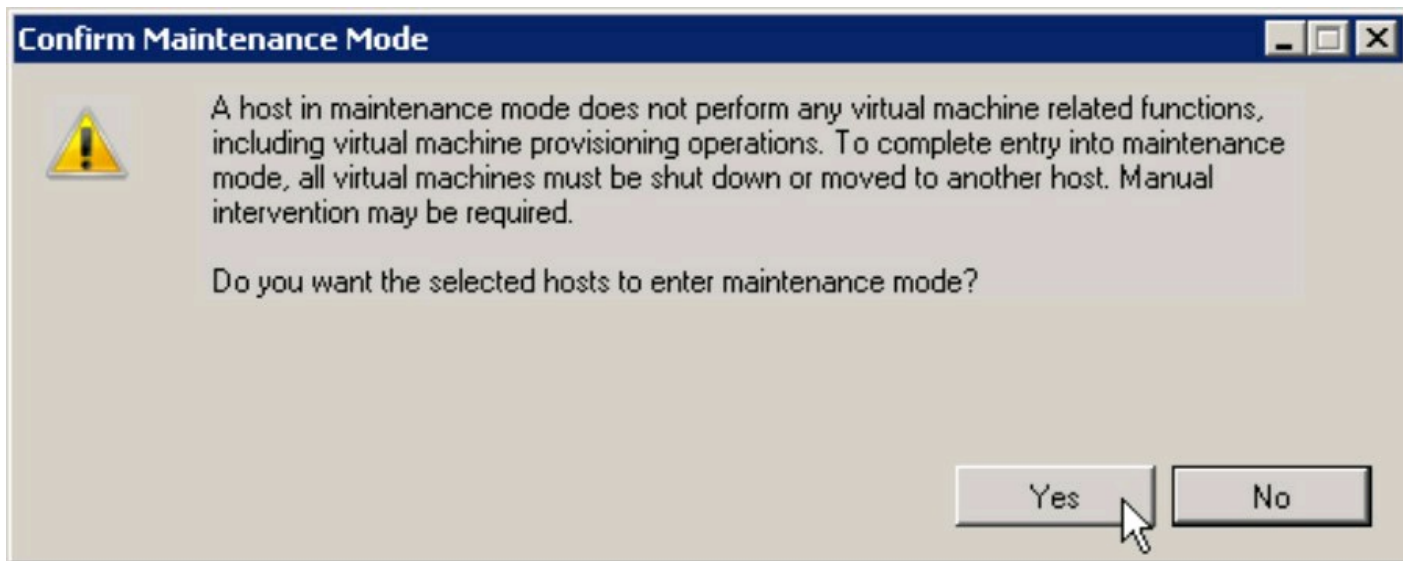 Confirm Maintenance Mode
A host in maintenance mode does not perform any virtual machine related functions,
including virtual machine provisioning operations. To complete entry into maintenance
mode, all virtual machines must be shut down or moved to another host. Manual
intervention may be required.
Do you want the selected hosts to enter maintenance mode?
Yes No